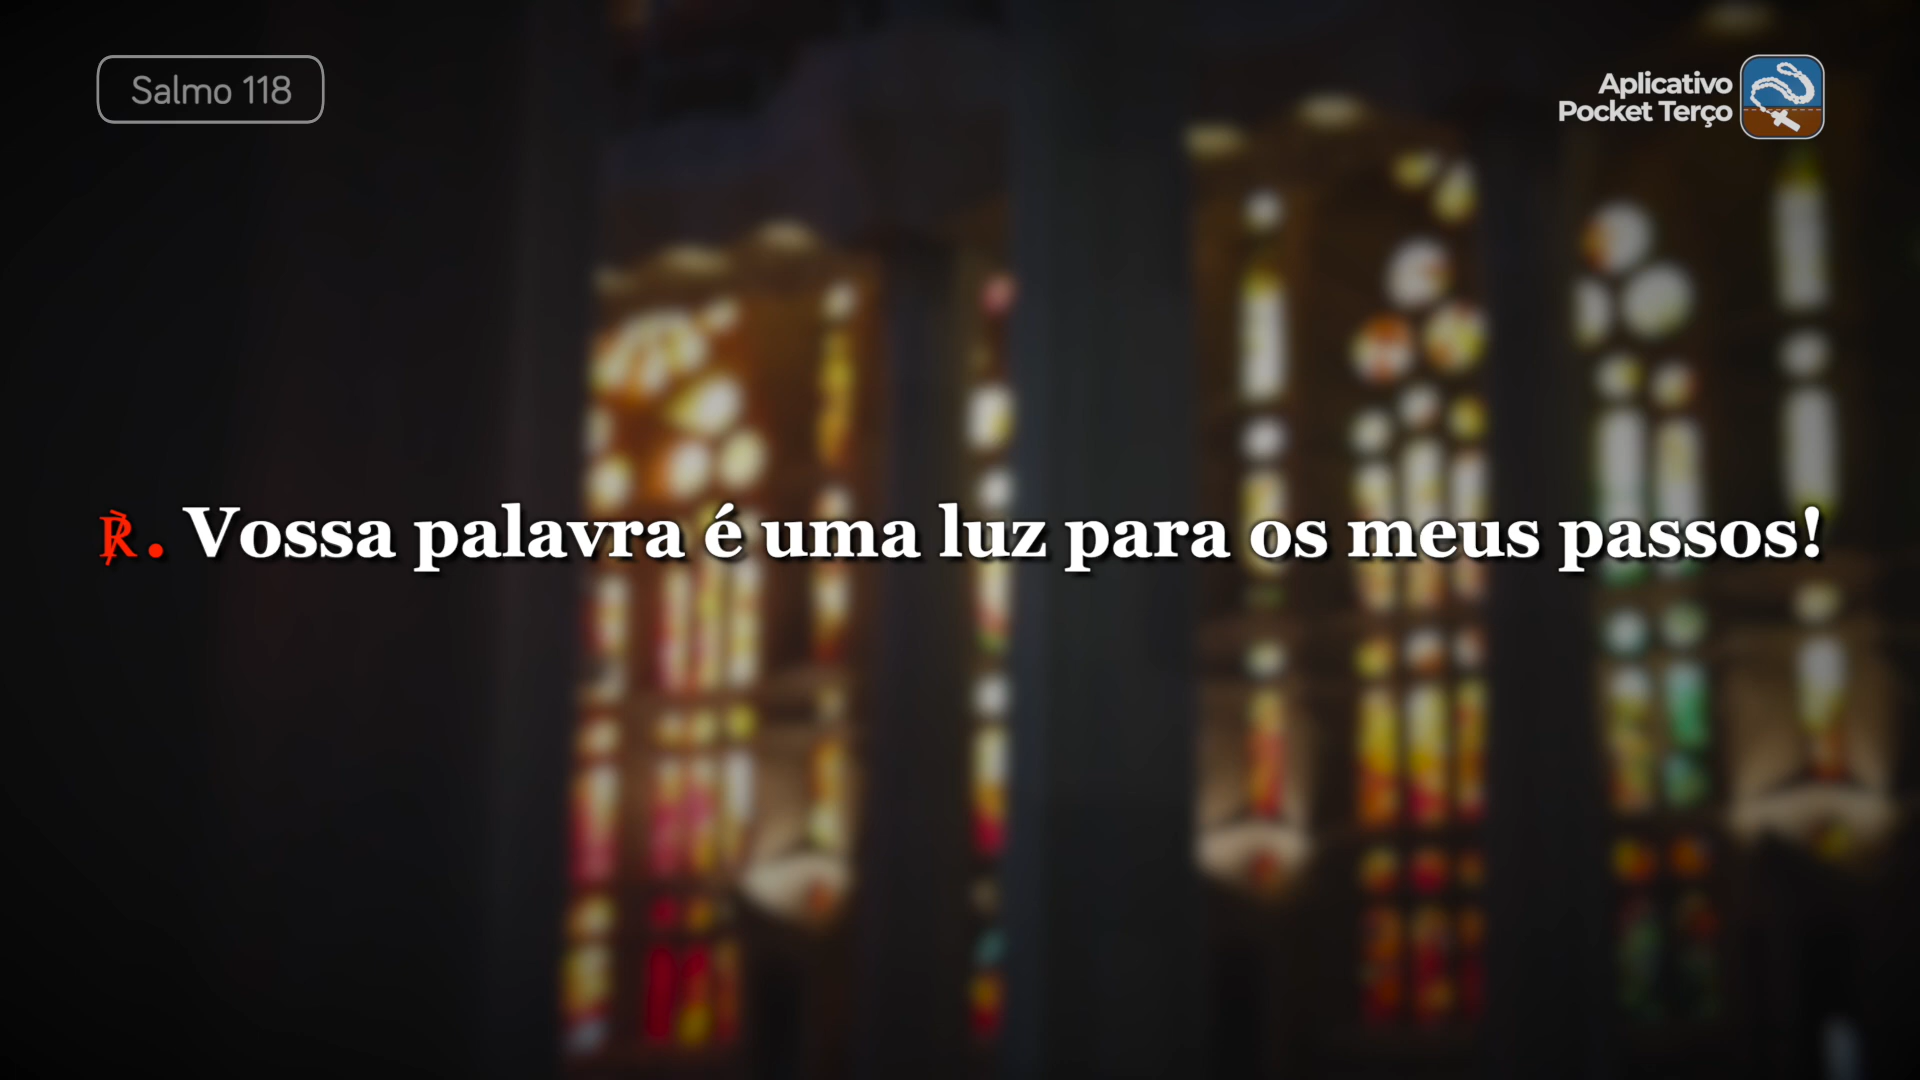 Salmo 118
Aplicativo
Pocket Terço
℟. Vossa palavra é uma luz para os meus passos!